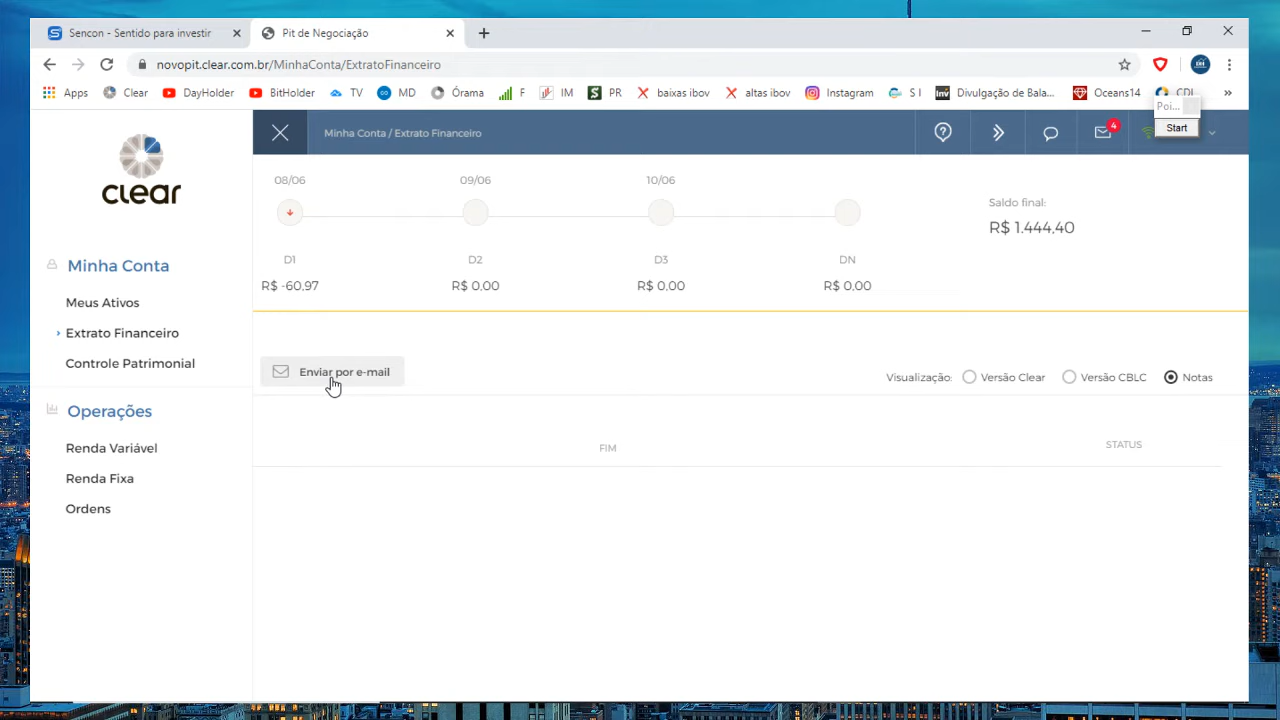 Sencon - Sentido para investir
Pit de Negociação
novopit.clear.com.br/MinhaConta/ExtratoFinanceiro
Apps Clear DayHolder BitHolder TV MD Órama F IM PR baixas ibov altas ibov Instagram S I Divulgação de Bala... Oceans14 CDI »
Poi...
Start
clear
Minha Conta / Extrato Financeiro
4
08/06 09/06 10/06
Saldo final:
R$ 1.444,40
D1 D2 D3 DN
R$ -60,97 R$ 0,00 R$ 0,00 R$ 0,00
Minha Conta
Meus Ativos
Extrato Financeiro
Controle Patrimonial
Operações
Renda Variável
Renda Fixa
Ordens
Enviar por e-mail
Visualização: Versão Clear Versão CBLC Notas
FIM STATUS